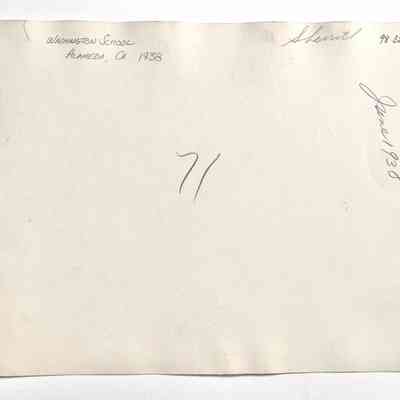 Washington School
Alameda, CA 1938
June 1938
71